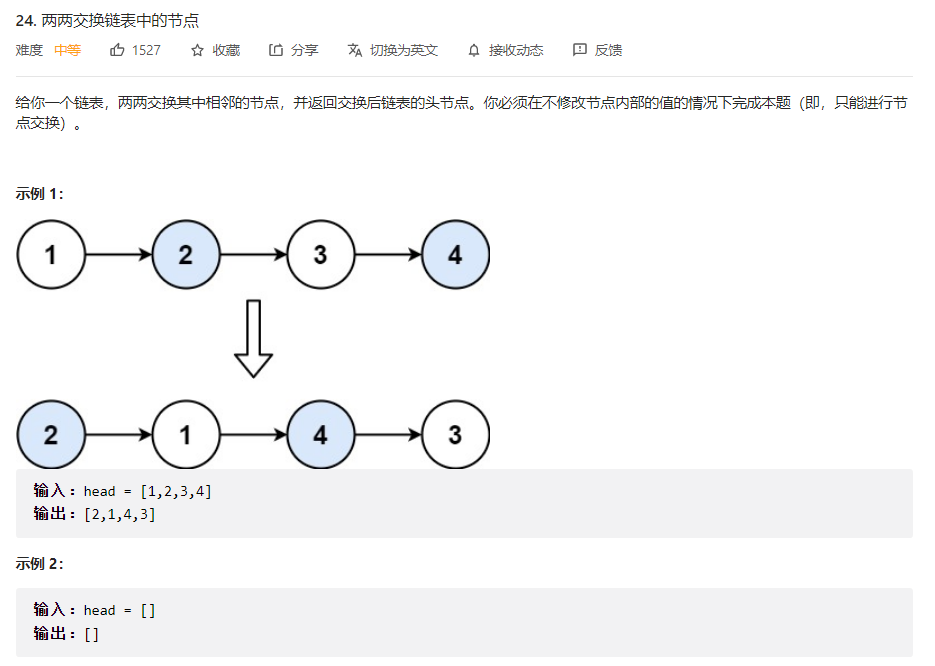 24. 两两交换链表中的节点
难度 中等 1527 收藏 分享 切换为英文 接收动态 反馈
给你一个链表，两两交换其中相邻的节点，并返回交换后链表的头节点。你必须在不修改节点内部的值的情况下完成本题（即，只能进行节
点交换）。
示例 1：
1 2 3 4
2 1 4 3
输入：head = [1,2,3,4]
输出：[2,1,4,3]
示例 2：
输入：head = []
输出：[]